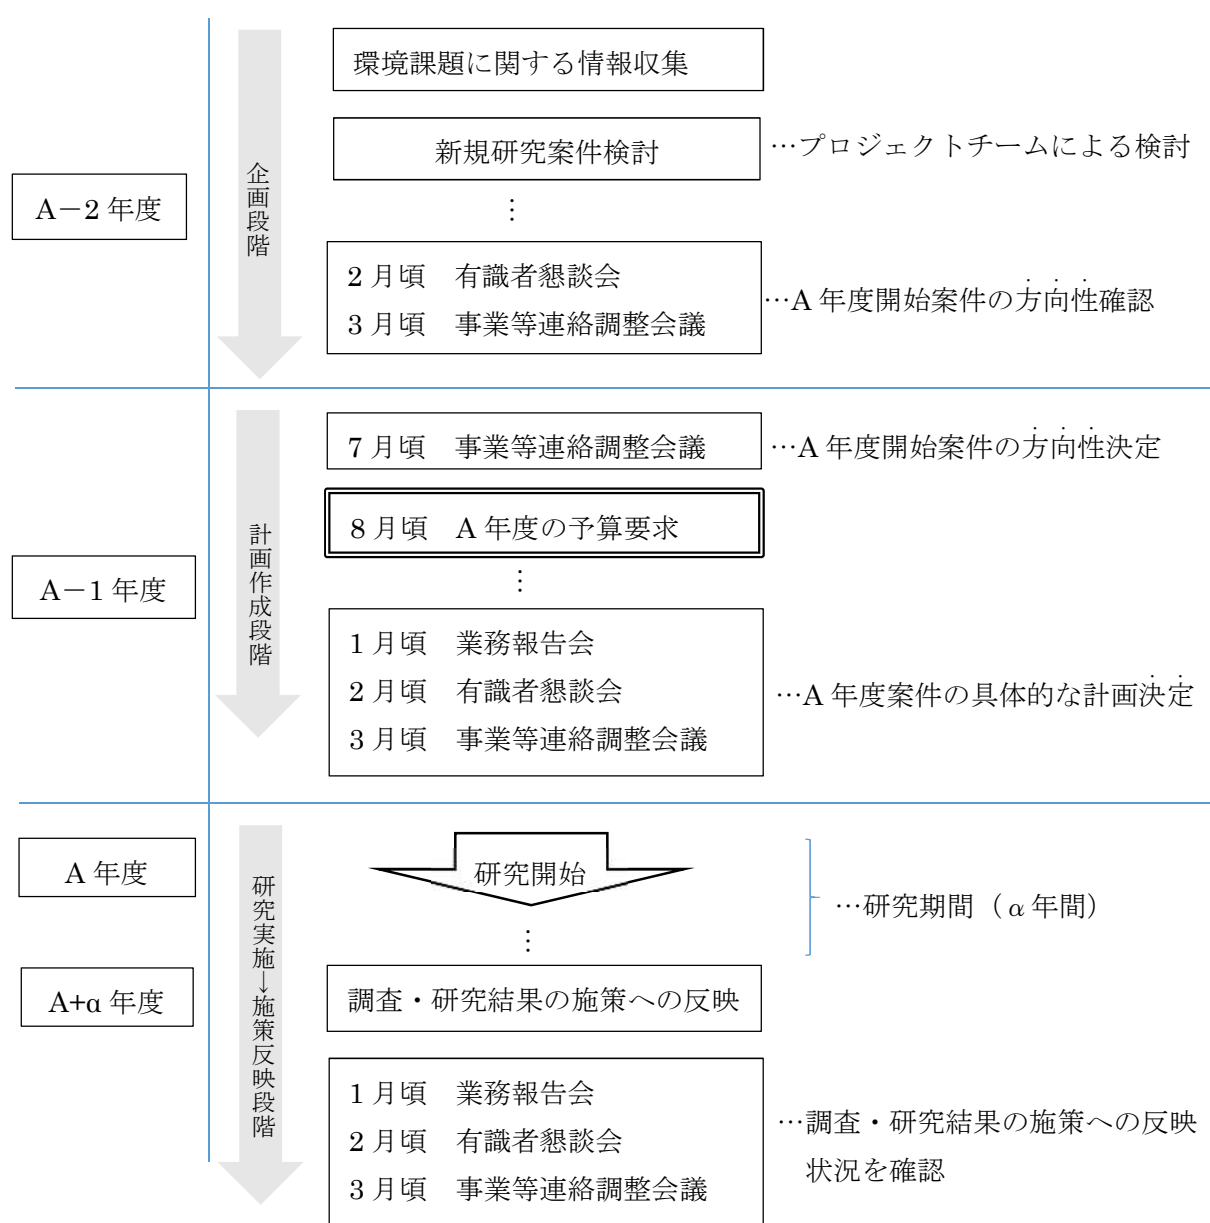 A－2 年度
企画段階
環境課題に関する情報収集
新規研究案件検討
…プロジェクトチームによる検討
⋮
2 月頃　有識者懇談会
3 月頃　事業等連絡調整会議
…A 年度開始案件の方向性確認
A－1 年度
計画作成段階
7 月頃　事業等連絡調整会議
…A 年度開始案件の方向性決定
8 月頃　A 年度の予算要求
⋮
1 月頃　業務報告会
2 月頃　有識者懇談会
3 月頃　事業等連絡調整会議
…A 年度案件の具体的な計画決定
A 年度
A+α 年度
研究実施→施策反映段階
研究開始
…研究期間（α年間）
⋮
調査・研究結果の施策への反映
1 月頃　業務報告会
2 月頃　有識者懇談会
3 月頃　事業等連絡調整会議
…調査・研究結果の施策への反映
状況を確認